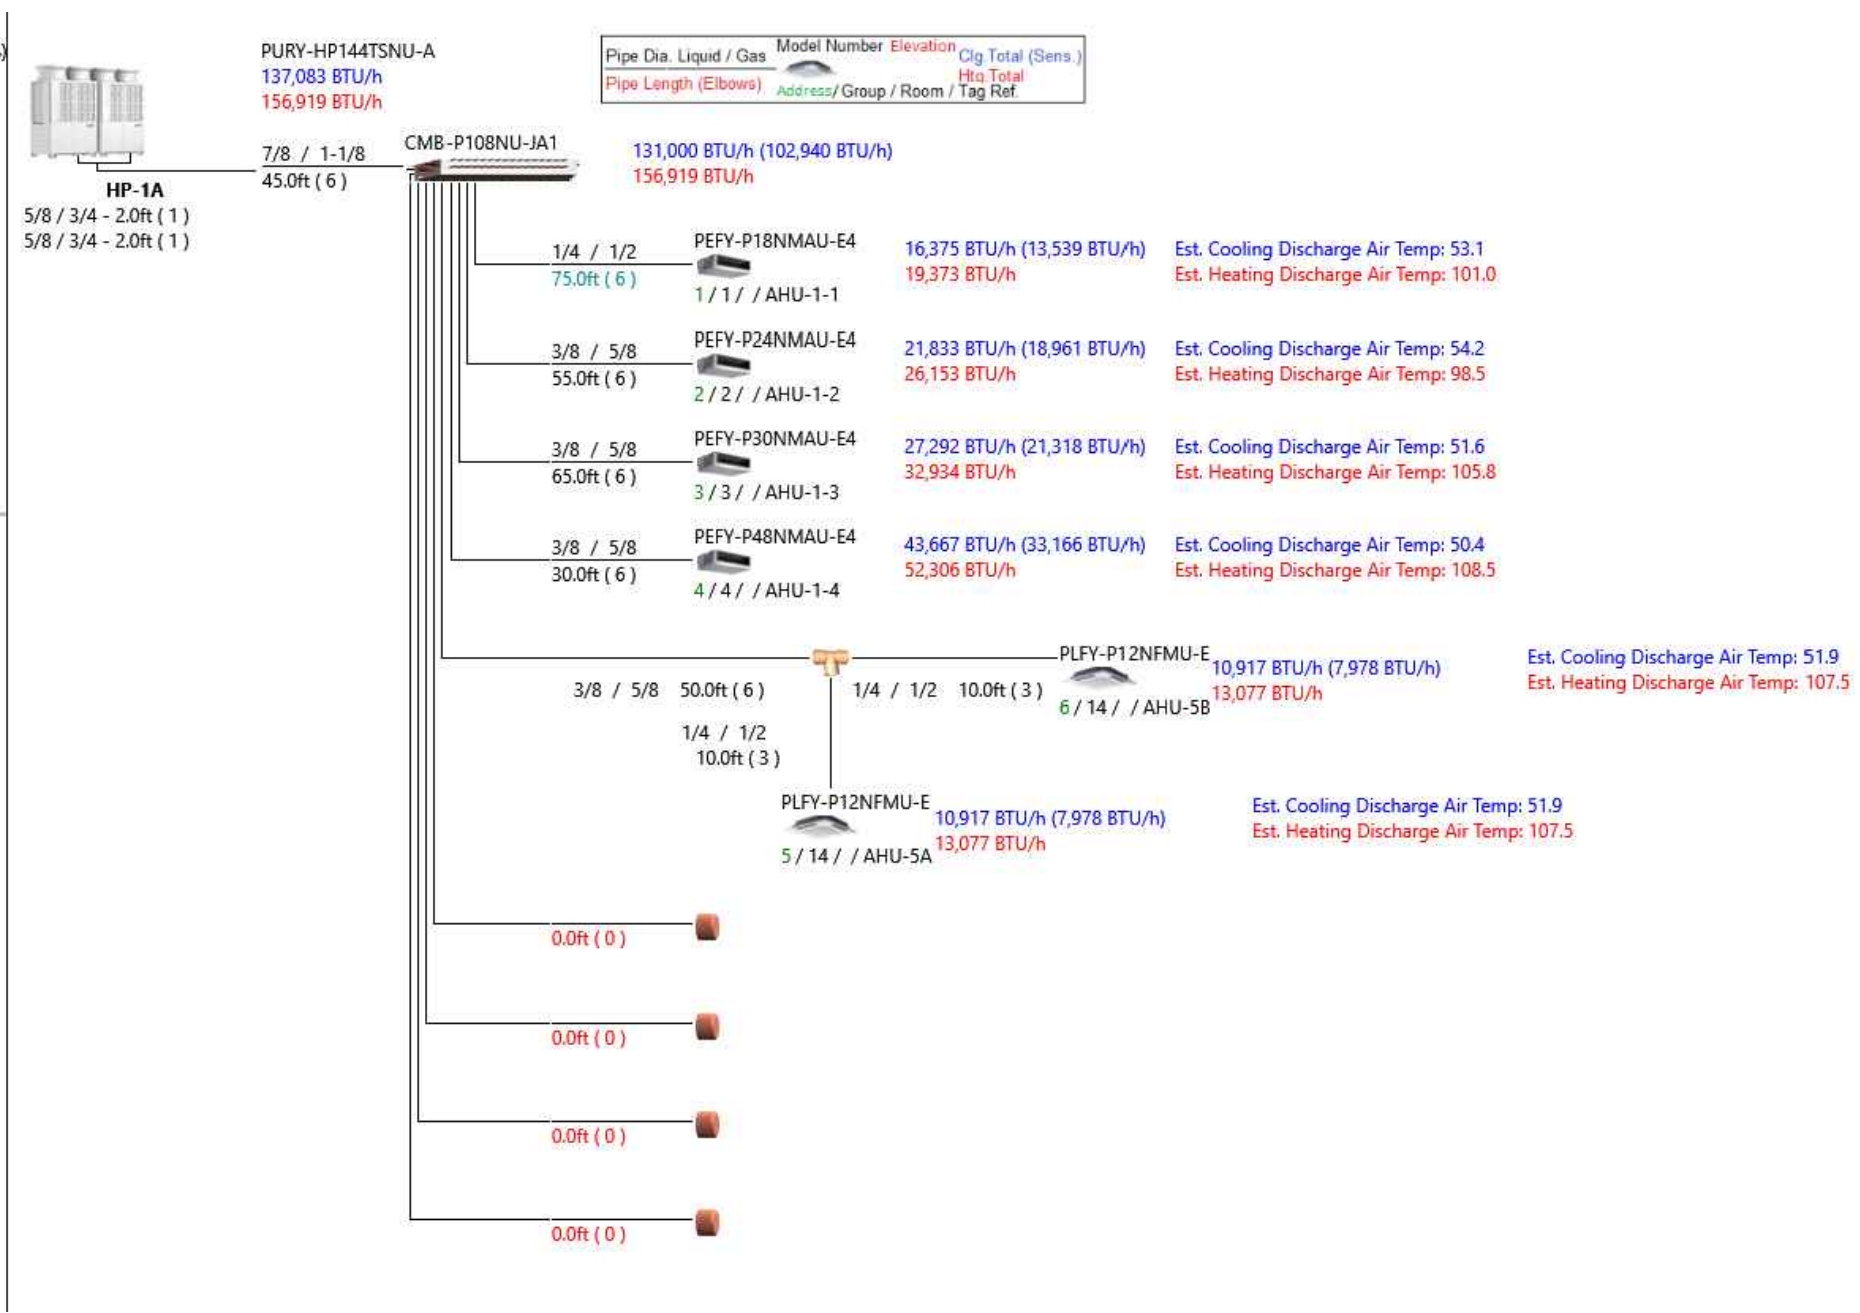 PURY-HP144TSNU-A
137,083 BTU/h
156,919 BTU/h
Pipe Dia. Liquid / Gas
Pipe Length (Elbows)
Model Number Elevation Clg.Total (Sens.)
Htg.Total
Address/ Group / Room / Tag Ref.
7/8 / 1-1/8
45.0ft ( 6 )
HP-1A
5/8 / 3/4 - 2.0ft ( 1 )
5/8 / 3/4 - 2.0ft ( 1 )
CMB-P108NU-JA1
131,000 BTU/h (102,940 BTU/h)
156,919 BTU/h
1/4 / 1/2
75.0ft ( 6 )
PEFY-P18NMAU-E4
1 / 1 / / AHU-1-1
16,375 BTU/h (13,539 BTU/h)
19,373 BTU/h
Est. Cooling Discharge Air Temp: 53.1
Est. Heating Discharge Air Temp: 101.0
3/8 / 5/8
55.0ft ( 6 )
PEFY-P24NMAU-E4
2 / 2 / / AHU-1-2
21,833 BTU/h (18,961 BTU/h)
26,153 BTU/h
Est. Cooling Discharge Air Temp: 54.2
Est. Heating Discharge Air Temp: 98.5
3/8 / 5/8
65.0ft ( 6 )
PEFY-P30NMAU-E4
3 / 3 / / AHU-1-3
27,292 BTU/h (21,318 BTU/h)
32,934 BTU/h
Est. Cooling Discharge Air Temp: 51.6
Est. Heating Discharge Air Temp: 105.8
3/8 / 5/8
30.0ft ( 6 )
PEFY-P48NMAU-E4
4 / 4 / / AHU-1-4
43,667 BTU/h (33,166 BTU/h)
52,306 BTU/h
Est. Cooling Discharge Air Temp: 50.4
Est. Heating Discharge Air Temp: 108.5
3/8 / 5/8 50.0ft ( 6 )
1/4 / 1/2 10.0ft ( 3 )
PLFY-P12NFMU-E
6 / 14 / / AHU-5B
10,917 BTU/h (7,978 BTU/h)
13,077 BTU/h
Est. Cooling Discharge Air Temp: 51.9
Est. Heating Discharge Air Temp: 107.5
1/4 / 1/2
10.0ft ( 3 )
PLFY-P12NFMU-E
5 / 14 / / AHU-5A
10,917 BTU/h (7,978 BTU/h)
13,077 BTU/h
Est. Cooling Discharge Air Temp: 51.9
Est. Heating Discharge Air Temp: 107.5
0.0ft ( 0 )
0.0ft ( 0 )
0.0ft ( 0 )
0.0ft ( 0 )